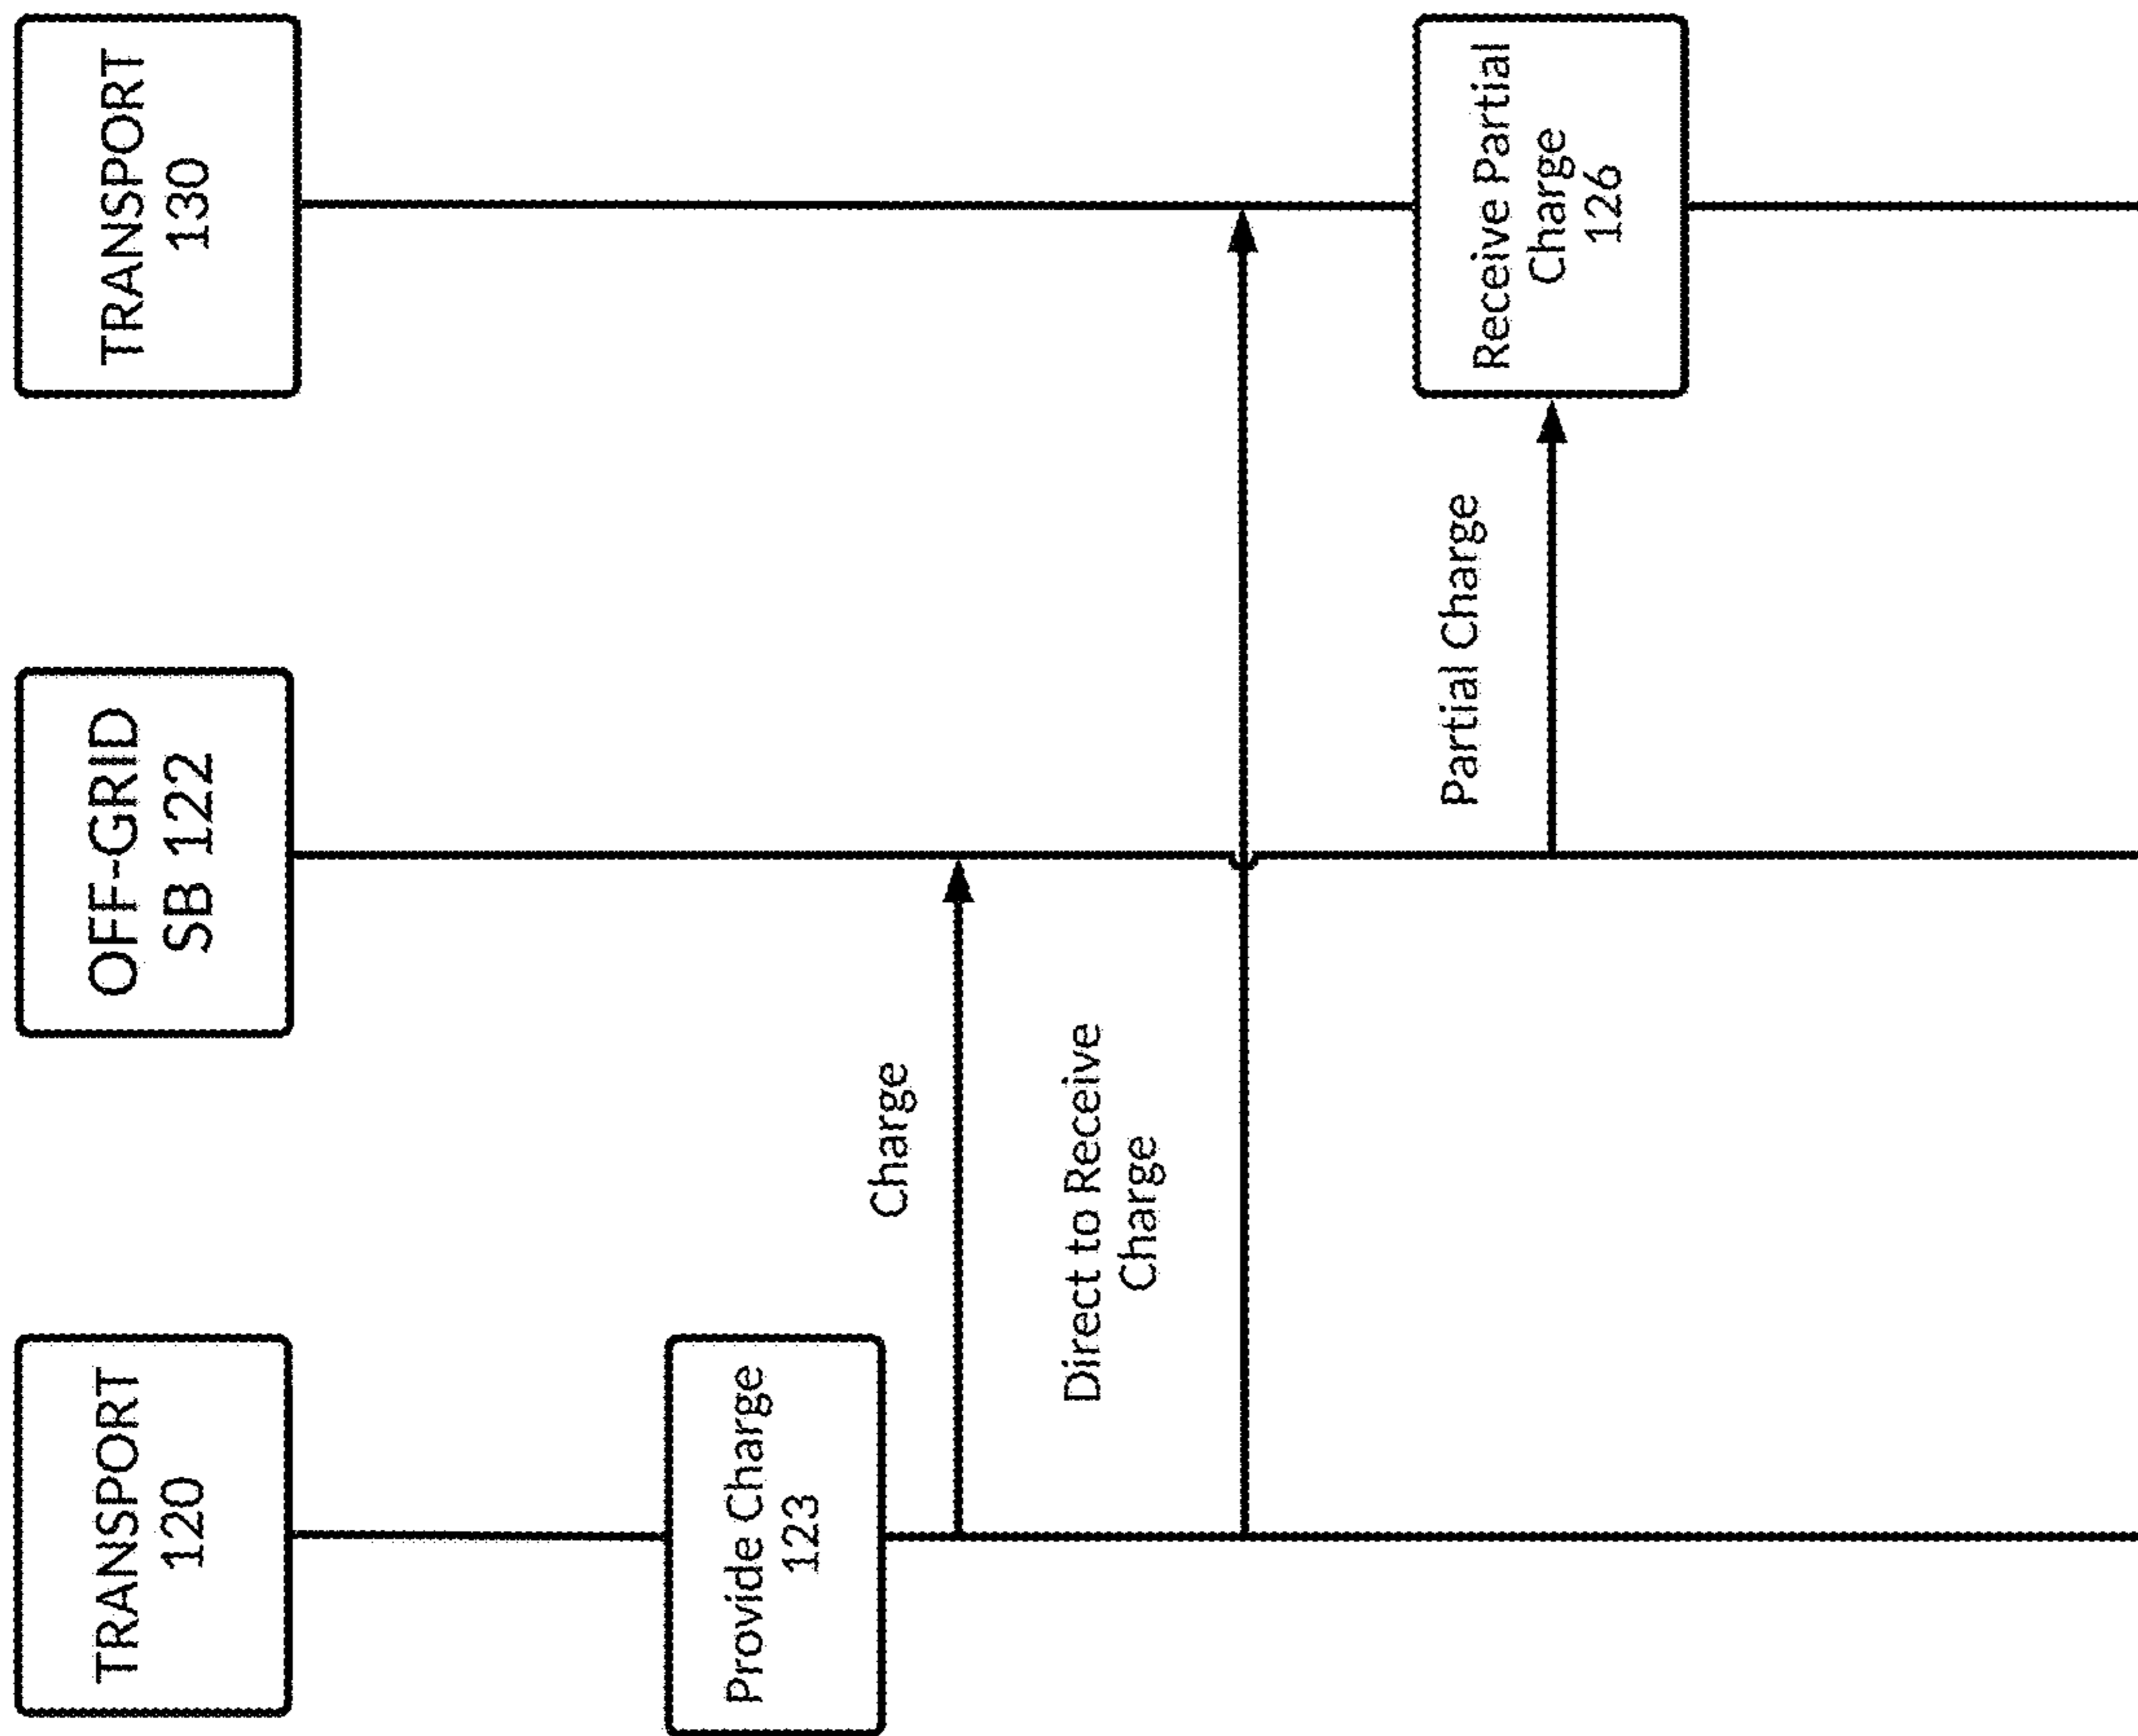 TRANSPORT
120
OFF-GRID
SB 122
TRANSPORT
130
Provide Charge
123
Charge
Direct to Receive
Charge
Partial Charge
Receive Partial
Charge
126